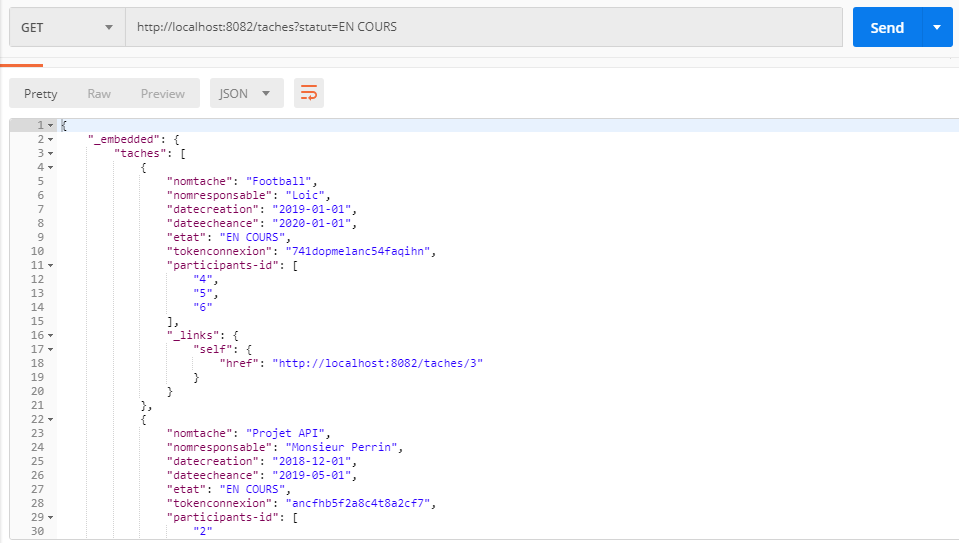 GET http://localhost:8082/taches?statut=EN COURS Send
Pretty Raw Preview JSON
1 {
2 "_embedded": {
3 "taches": [
4 {
5 "nomtache": "Football",
6 "nomresponsable": "Loic",
7 "datecreation": "2019-01-01",
8 "dateecheance": "2020-01-01",
9 "etat": "EN COURS",
10 "tokenconnexion": "741dopmelanc54faqihn",
11 "participants-id": [
12 "4",
13 "5",
14 "6"
15 ],
16 "_links": {
17 "self": {
18 "href": "http://localhost:8082/taches/3"
19 }
20 }
21 },
22 {
23 "nomtache": "Projet API",
24 "nomresponsable": "Monsieur Perrin",
25 "datecreation": "2018-12-01",
26 "dateecheance": "2019-05-01",
27 "etat": "EN COURS",
28 "tokenconnexion": "ancfhb5f2a8c4t8a2cf7",
29 "participants-id": [
30 "2"